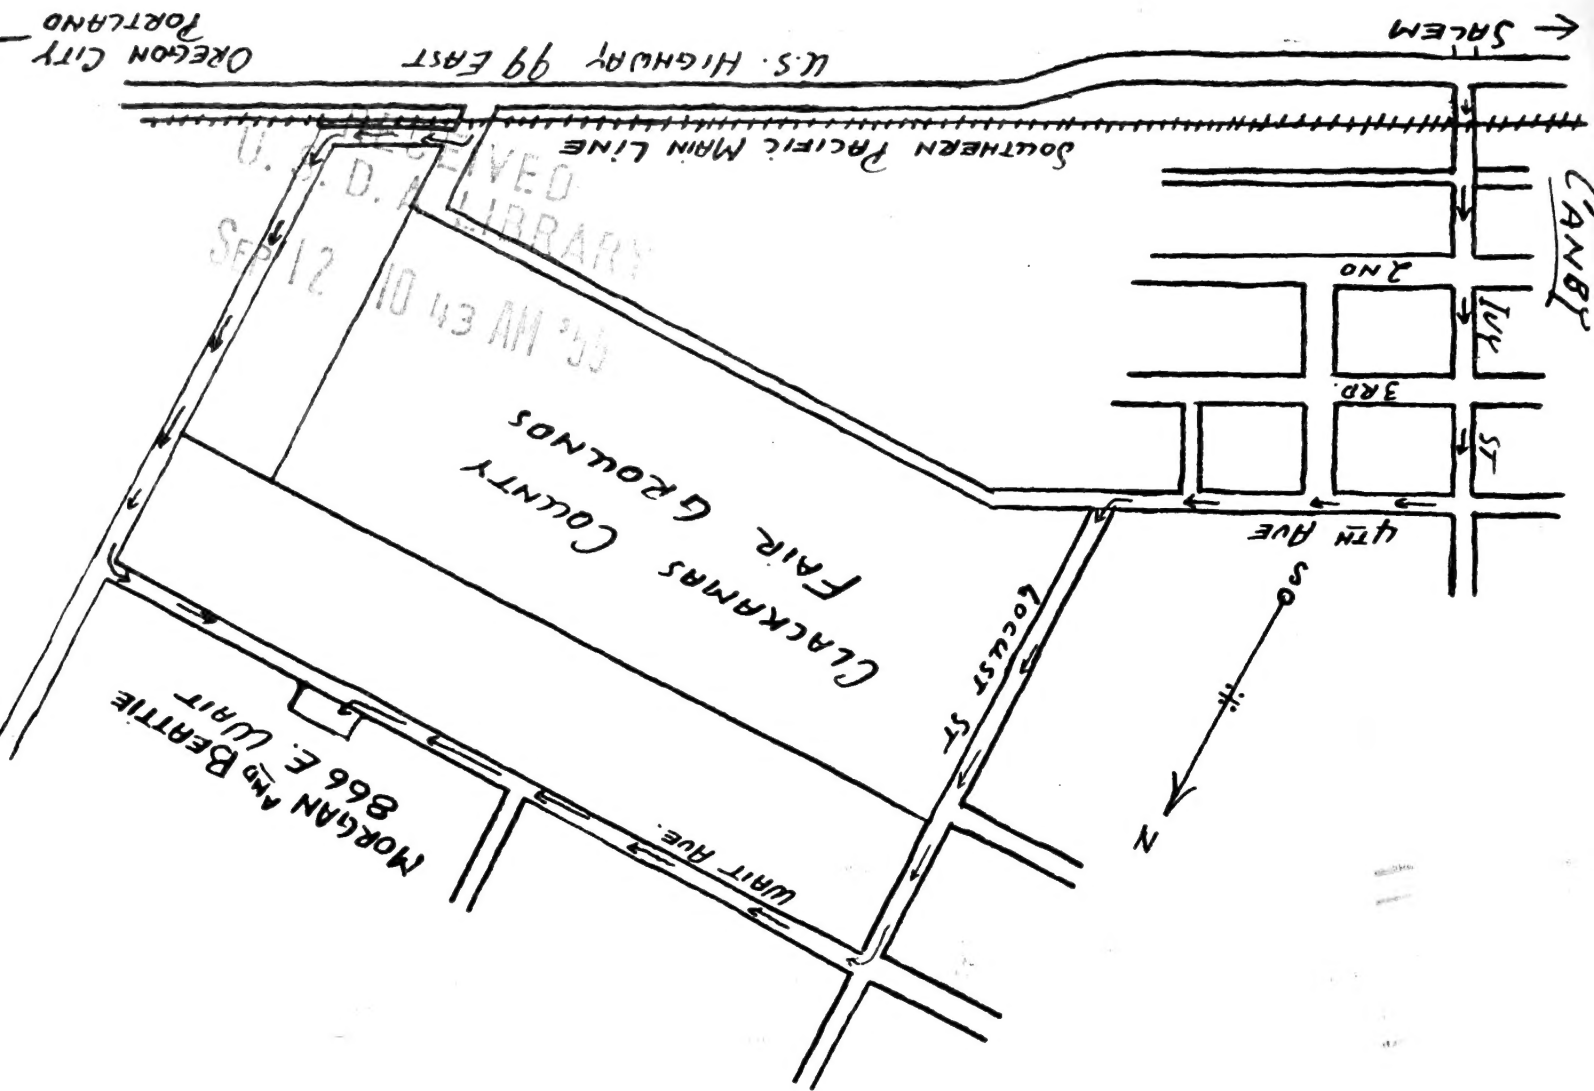 MORGAN AND BEATTIE
866 E. WAIT
WAIT AVE.
N
SO
LOCUST ST
CLACKAMAS COUNTY
FAIR GROUNDS
4TH AVE
IVY ST
3RD.
2ND
CANBY
SOUTHERN PACIFIC MAIN LINE
U.S. HIGHWAY 99 EAST
SALEM
OREGON CITY
PORTLAND
RECEIVED
U.S.D.A. LIBRARY
SEP 12 10 43 AM '55